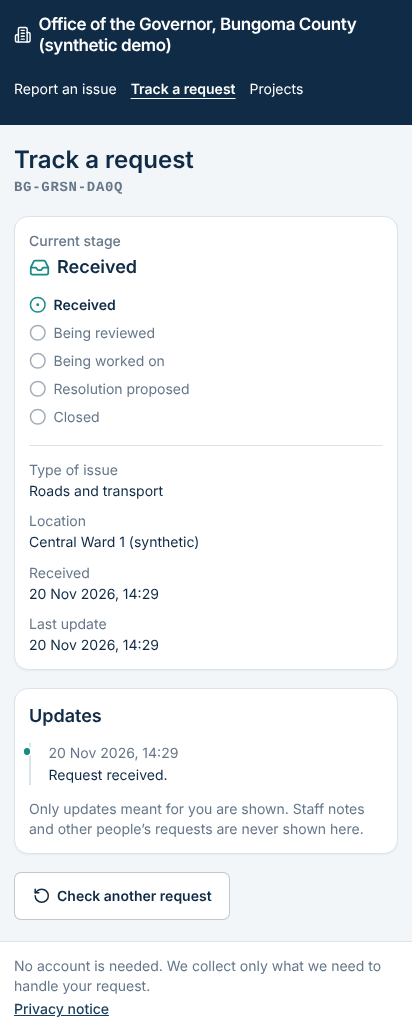 Office of the Governor, Bungoma County
(synthetic demo)
Report an issue Track a request Projects
Track a request
BG-GRSN-DA0Q
Current stage
Received
Received
Being reviewed
Being worked on
Resolution proposed
Closed
Type of issue
Roads and transport
Location
Central Ward 1 (synthetic)
Received
20 Nov 2026, 14:29
Last update
20 Nov 2026, 14:29
Updates
20 Nov 2026, 14:29
Request received.
Only updates meant for you are shown. Staff notes
and other people’s requests are never shown here.
Check another request
No account is needed. We collect only what we need to
handle your request.
Privacy notice